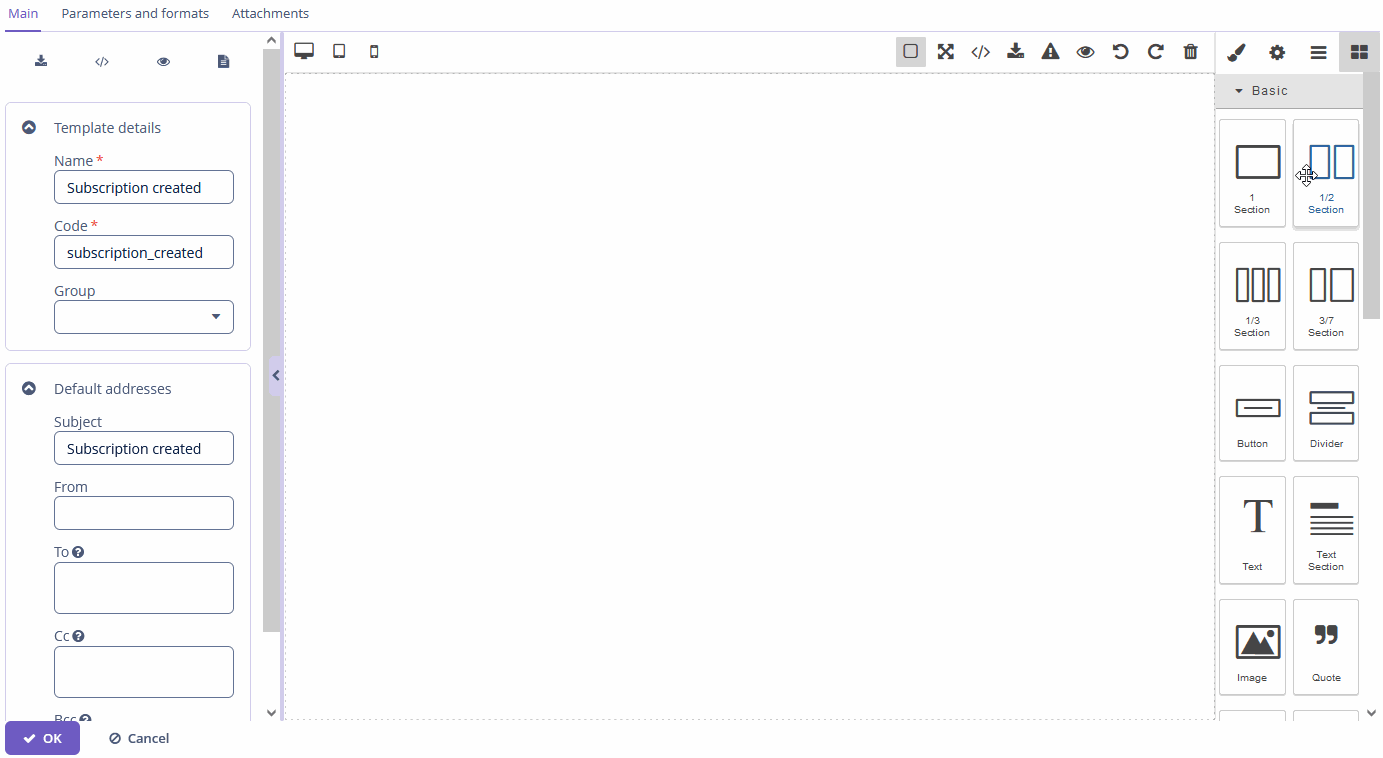 Main Parameters and formats Attachments
Template details
Name *
Subscription created
Code *
subscription_created
Group
Default addresses
Subject
Subscription created
From
To
Cc
Bcc
OK Cancel
Basic
1
Section
1/2
Section
1/3
Section
3/7
Section
Button
Divider
Text
Text
Section
Image
Quote